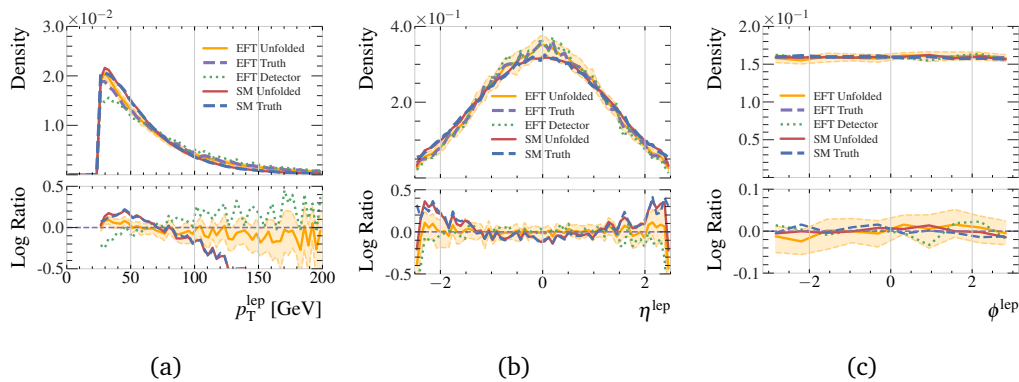 3.0 ×10⁻²
Density
2.0
1.0
EFT Unfolded
EFT Truth
EFT Detector
SM Unfolded
SM Truth
Log Ratio
0.5
0.0
-0.5
0 50 100 150 200
p_T^lep [GeV]
(a)
×10⁻¹
Density
4.0
2.0
EFT Unfolded
EFT Truth
EFT Detector
SM Unfolded
SM Truth
Log Ratio
0.5
0.0
-0.5
−2 0 2
η^lep
(b)
2.0 ×10⁻¹
Density
1.5
1.0
0.5
0.0
EFT Unfolded
EFT Truth
EFT Detector
SM Unfolded
SM Truth
Log Ratio
0.1
0.0
-0.1
−2 0 2
ϕ^lep
(c)